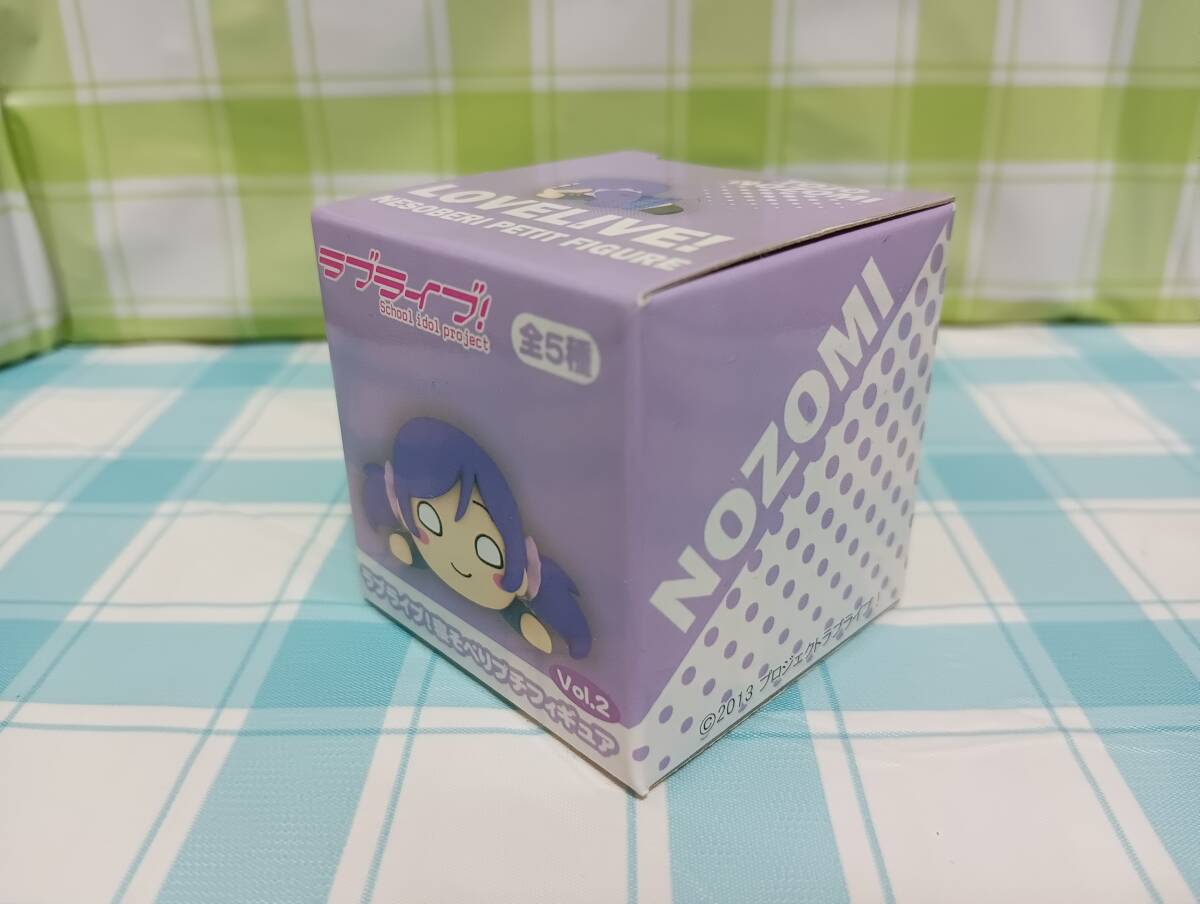 LOVELIVE!
NESOBERI PETIT FIGURE
ラブライブ!
School idol project
全5種
Vol.2
ラブライブ!寝そべりプチフィギュア
NOZOMI
©2013 プロジェクトラブライブ!